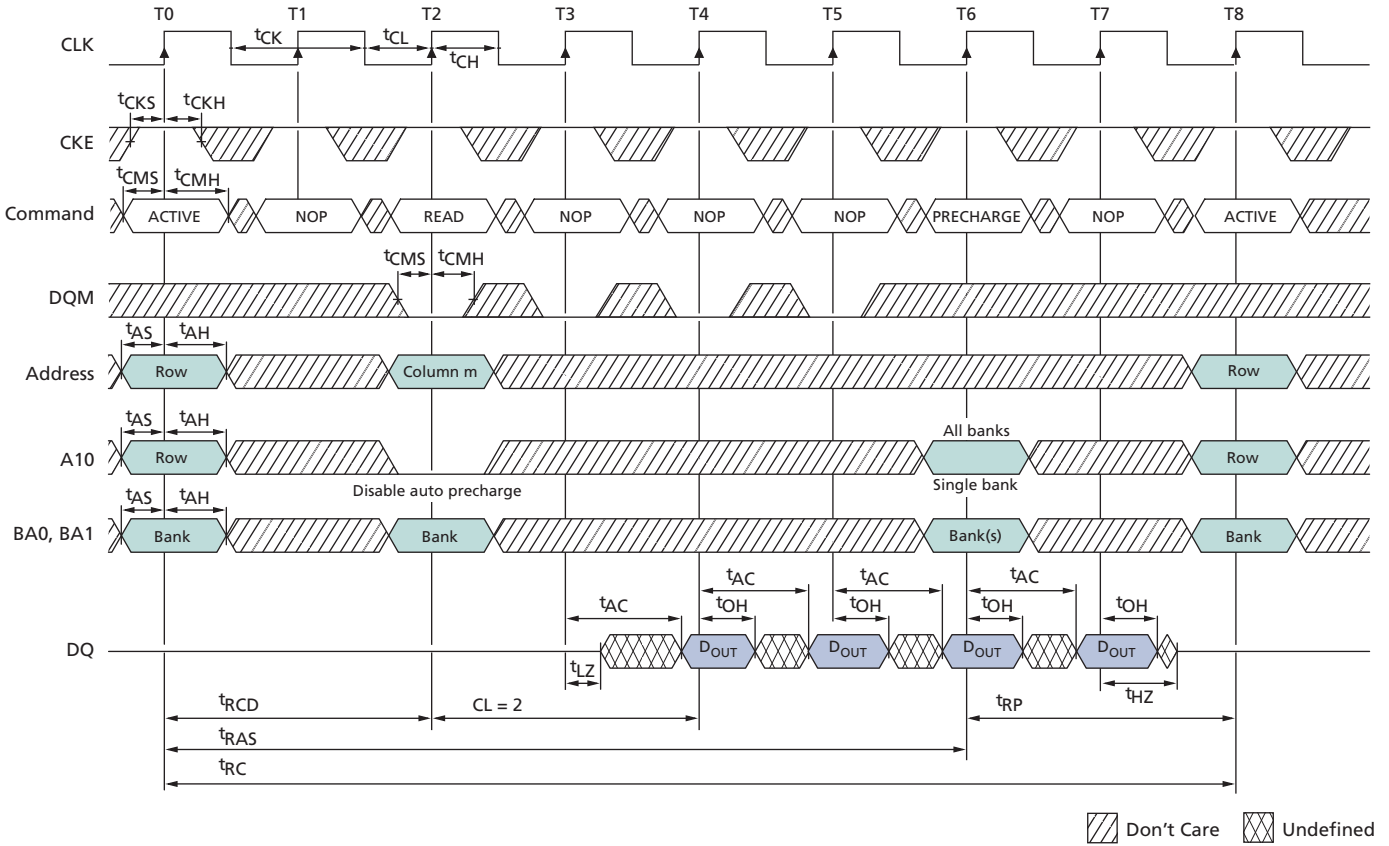 T0 T1 T2 T3 T4 T5 T6 T7 T8
CLK tCK tCL tCH
tCKS tCKH
CKE
tCMS tCMH
Command ACTIVE NOP READ NOP NOP NOP PRECHARGE NOP ACTIVE
tCMS tCMH
DQM
tAS tAH
Address Row Column m Row
tAS tAH All banks
A10 Row Row
Disable auto precharge Single bank
tAS tAH
BA0, BA1 Bank Bank Bank(s) Bank
tAC tAC tAC tAC
tOH tOH tOH tOH
DQ DOUT DOUT DOUT DOUT
tLZ tHZ
tRCD CL = 2 tRP
tRAS
tRC
Don't Care Undefined